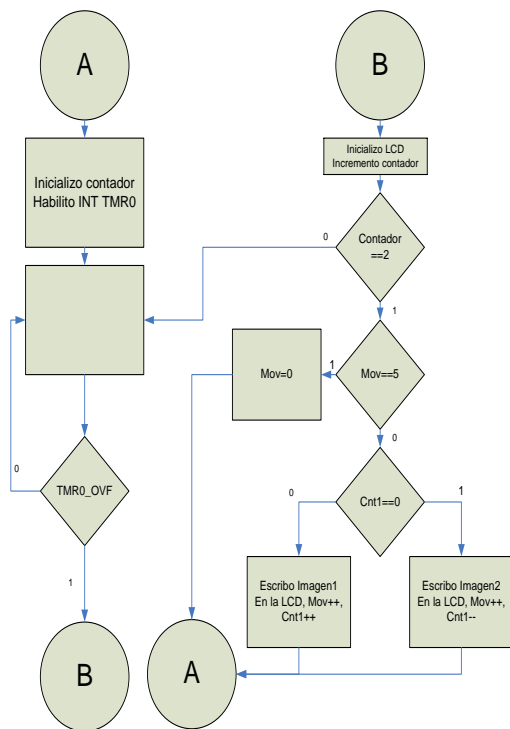 A
Inicializo contador
Habilito INT TMR0
0
TMR0_OVF
1
B
B
Inicializo LCD
Incremento contador
0
Contador
==2
1
Mov=0
1
Mov==5
0
0
Cnt1==0
1
Escribo Imagen1
En la LCD, Mov++,
Cnt1++
Escribo Imagen2
En la LCD, Mov++,
Cnt1--
A